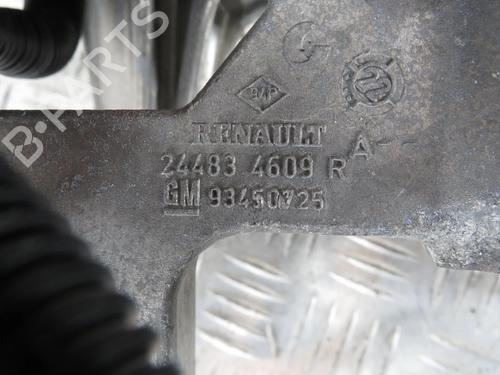 B-PARTS
RENAULT
24483 4609 R
A--
GM 93450725